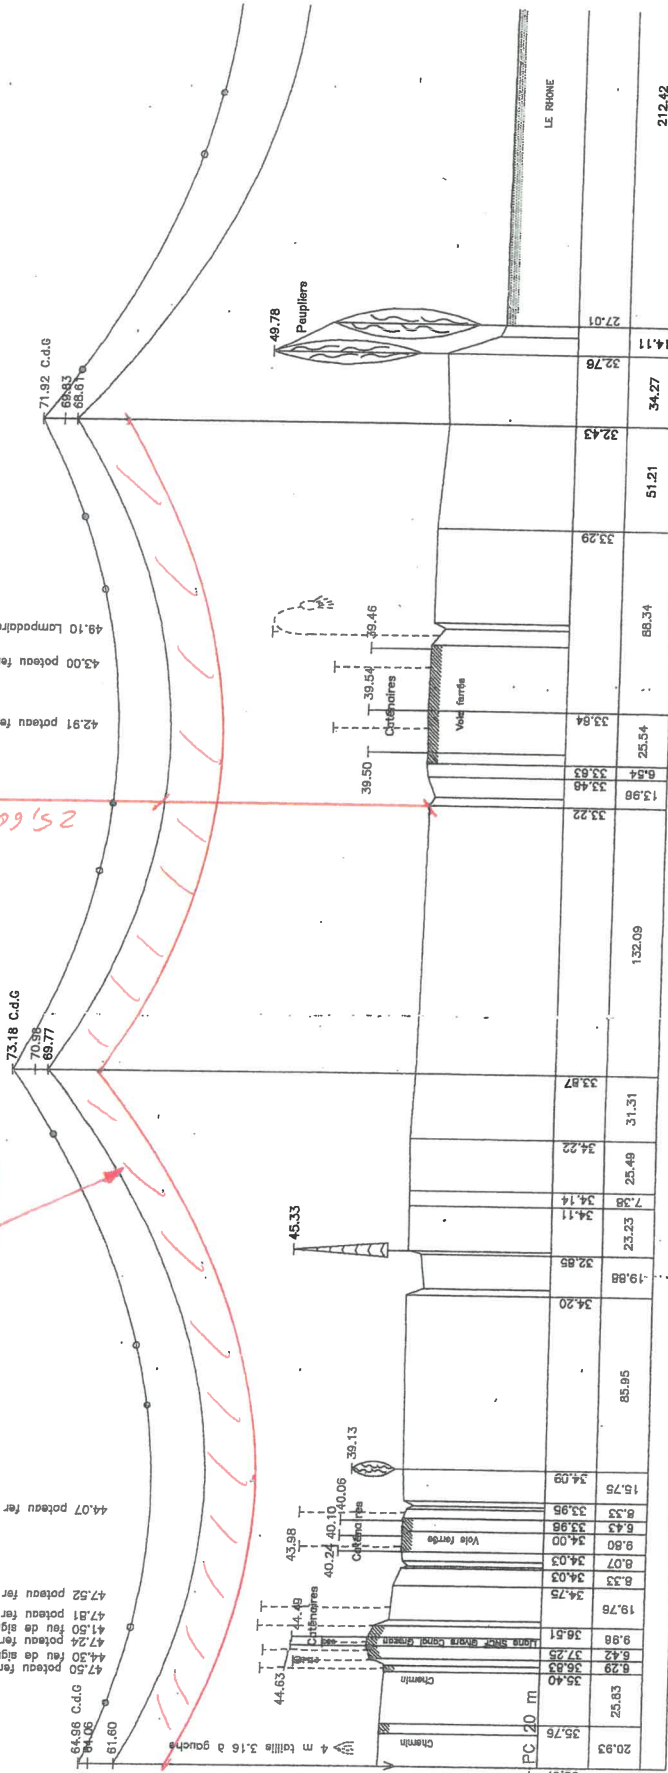 212.42
LE RHONE
27.01
14.11
32.76
49.78
Peupliers
34.27
71.92 C.d.G
69.83
68.61
32.43
51.21
33.29
88.34
49.10 Lampadaire
43.00 poteau fer
42.91 poteau fer
39.46
39.54
Caténaires
39.50
Voie ferrée
33.84
25.54
33.63
6.54
33.48
13.98
33.22
25,60
132.09
73.18 C.d.G
70.98
69.77
33.87
31.31
34.22
25.49
34.14
7.38
34.11
23.23
45.33
32.85
19.88
34.20
85.95
39.13
34.09
15.75
44.07 poteau fer
40.06
40.10
43.98
40.24
Caténaires
Voie ferrée
33.95
8.33
33.98
6.43
34.00
9.80
34.03
8.07
34.03
8.33
34.75
19.76
47.52 poteau fer
47.81 poteau fer
41.50 feu de sig
47.24 poteau fer
44.30 feu de sig
47.50 poteau fer
44.49
Caténaires
44.63
Ligne SNCF Givors Canal Grezan
36.51
9.98
37.25
6.42
36.83
6.29
35.40
Chemin
25.83
64.96 C.d.G
64.06
61.60
4 m taillis 3.16 à gauche
Chemin
PC 20 m
35.76
20.93